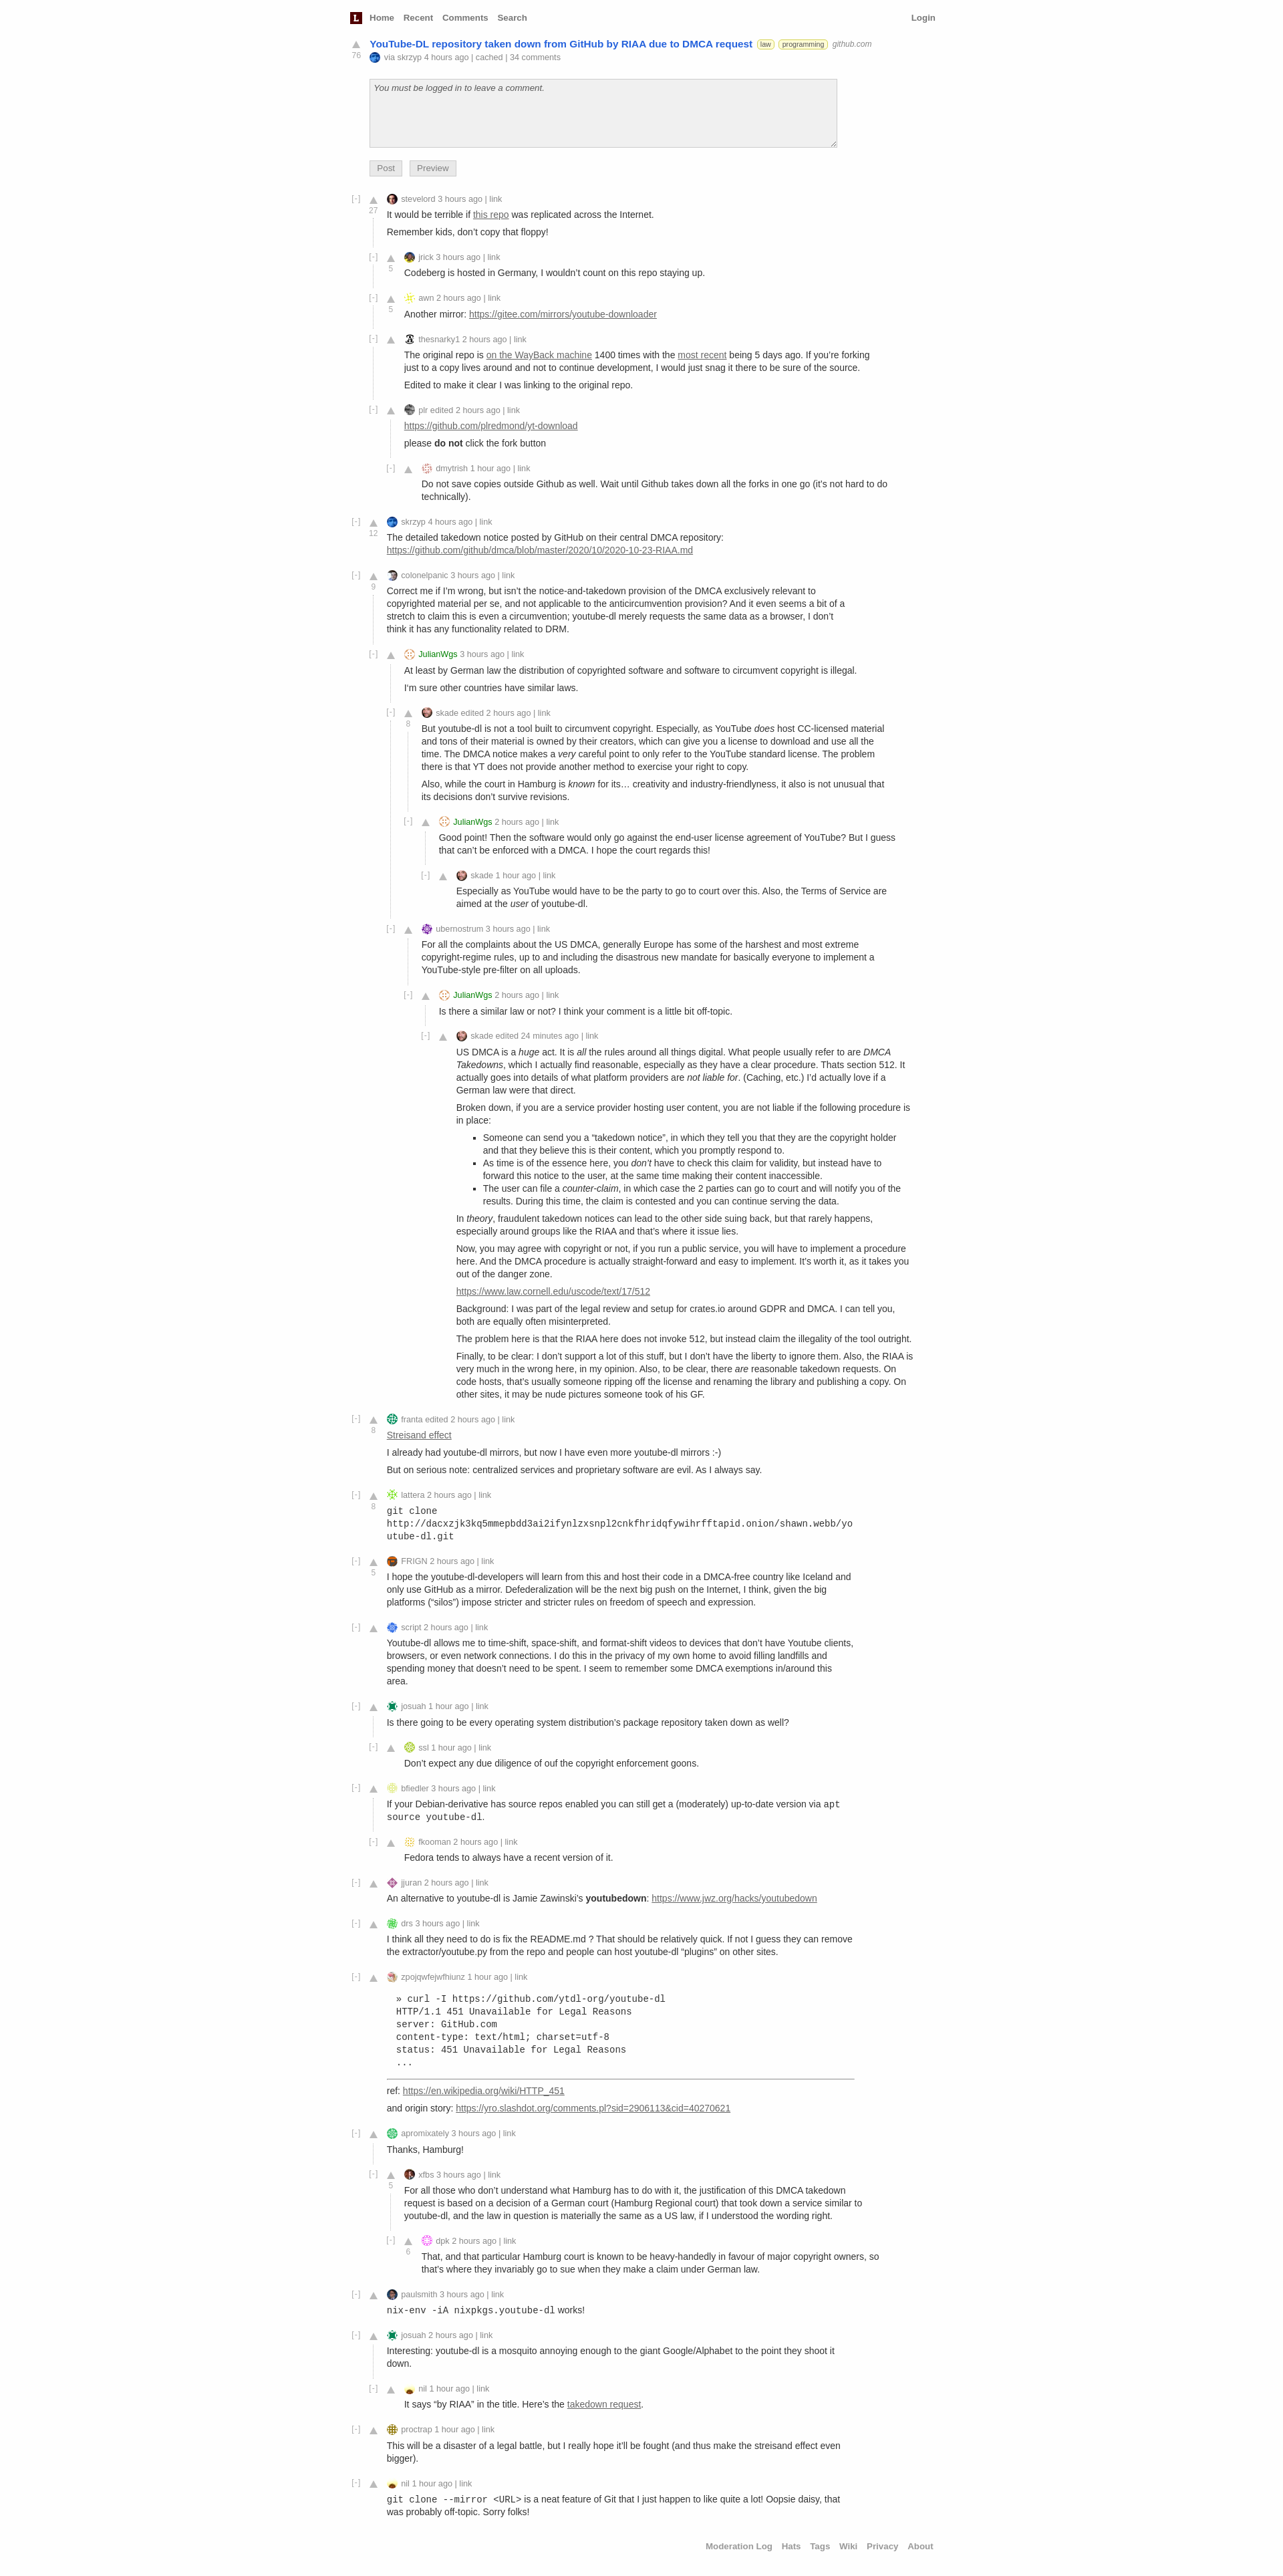 L Home Recent Comments Search Login
YouTube-DL repository taken down from GitHub by RIAA due to DMCA request law programming github.com
76 via skrzyp 4 hours ago | cached | 34 comments
You must be logged in to leave a comment.
Post Preview
[-] stevelord 3 hours ago | link
27
It would be terrible if this repo was replicated across the Internet.
Remember kids, don’t copy that floppy!
[-] jrick 3 hours ago | link
5
Codeberg is hosted in Germany, I wouldn’t count on this repo staying up.
[-] awn 2 hours ago | link
5
Another mirror: https://gitee.com/mirrors/youtube-downloader
[-] thesnarky1 2 hours ago | link
The original repo is on the WayBack machine 1400 times with the most recent being 5 days ago. If you’re forking
just to a copy lives around and not to continue development, I would just snag it there to be sure of the source.
Edited to make it clear I was linking to the original repo.
[-] plr edited 2 hours ago | link
https://github.com/plredmond/yt-download
please do not click the fork button
[-] dmytrish 1 hour ago | link
Do not save copies outside Github as well. Wait until Github takes down all the forks in one go (it’s not hard to do
technically).
[-] skrzyp 4 hours ago | link
12
The detailed takedown notice posted by GitHub on their central DMCA repository:
https://github.com/github/dmca/blob/master/2020/10/2020-10-23-RIAA.md
[-] colonelpanic 3 hours ago | link
9
Correct me if I’m wrong, but isn’t the notice-and-takedown provision of the DMCA exclusively relevant to
copyrighted material per se, and not applicable to the anticircumvention provision? And it even seems a bit of a
stretch to claim this is even a circumvention; youtube-dl merely requests the same data as a browser, I don’t
think it has any functionality related to DRM.
[-] JulianWgs 3 hours ago | link
At least by German law the distribution of copyrighted software and software to circumvent copyright is illegal.
I‘m sure other countries have similar laws.
[-] skade edited 2 hours ago | link
8
But youtube-dl is not a tool built to circumvent copyright. Especially, as YouTube does host CC-licensed material
and tons of their material is owned by their creators, which can give you a license to download and use all the
time. The DMCA notice makes a very careful point to only refer to the YouTube standard license. The problem
there is that YT does not provide another method to exercise your right to copy.
Also, while the court in Hamburg is known for its… creativity and industry-friendlyness, it also is not unusual that
its decisions don’t survive revisions.
[-] JulianWgs 2 hours ago | link
Good point! Then the software would only go against the end-user license agreement of YouTube? But I guess
that can’t be enforced with a DMCA. I hope the court regards this!
[-] skade 1 hour ago | link
Especially as YouTube would have to be the party to go to court over this. Also, the Terms of Service are
aimed at the user of youtube-dl.
[-] ubernostrum 3 hours ago | link
For all the complaints about the US DMCA, generally Europe has some of the harshest and most extreme
copyright-regime rules, up to and including the disastrous new mandate for basically everyone to implement a
YouTube-style pre-filter on all uploads.
[-] JulianWgs 2 hours ago | link
Is there a similar law or not? I think your comment is a little bit off-topic.
[-] skade edited 24 minutes ago | link
US DMCA is a huge act. It is all the rules around all things digital. What people usually refer to are DMCA
Takedowns, which I actually find reasonable, especially as they have a clear procedure. Thats section 512. It
actually goes into details of what platform providers are not liable for. (Caching, etc.) I’d actually love if a
German law were that direct.
Broken down, if you are a service provider hosting user content, you are not liable if the following procedure is
in place:
▪ Someone can send you a “takedown notice”, in which they tell you that they are the copyright holder
and that they believe this is their content, which you promptly respond to.
▪ As time is of the essence here, you don’t have to check this claim for validity, but instead have to
forward this notice to the user, at the same time making their content inaccessible.
▪ The user can file a counter-claim, in which case the 2 parties can go to court and will notify you of the
results. During this time, the claim is contested and you can continue serving the data.
In theory, fraudulent takedown notices can lead to the other side suing back, but that rarely happens,
especially around groups like the RIAA and that’s where it issue lies.
Now, you may agree with copyright or not, if you run a public service, you will have to implement a procedure
here. And the DMCA procedure is actually straight-forward and easy to implement. It’s worth it, as it takes you
out of the danger zone.
https://www.law.cornell.edu/uscode/text/17/512
Background: I was part of the legal review and setup for crates.io around GDPR and DMCA. I can tell you,
both are equally often misinterpreted.
The problem here is that the RIAA here does not invoke 512, but instead claim the illegality of the tool outright.
Finally, to be clear: I don’t support a lot of this stuff, but I don’t have the liberty to ignore them. Also, the RIAA is
very much in the wrong here, in my opinion. Also, to be clear, there are reasonable takedown requests. On
code hosts, that’s usually someone ripping off the license and renaming the library and publishing a copy. On
other sites, it may be nude pictures someone took of his GF.
[-] franta edited 2 hours ago | link
8
Streisand effect
I already had youtube-dl mirrors, but now I have even more youtube-dl mirrors :-)
But on serious note: centralized services and proprietary software are evil. As I always say.
[-] lattera 2 hours ago | link
8
git clone
http://dacxzjk3kq5mmepbdd3ai2ifynlzxsnpl2cnkfhridqfywihrfftapid.onion/shawn.webb/yo
utube-dl.git
[-] FRIGN 2 hours ago | link
5
I hope the youtube-dl-developers will learn from this and host their code in a DMCA-free country like Iceland and
only use GitHub as a mirror. Defederalization will be the next big push on the Internet, I think, given the big
platforms (“silos”) impose stricter and stricter rules on freedom of speech and expression.
[-] script 2 hours ago | link
Youtube-dl allows me to time-shift, space-shift, and format-shift videos to devices that don’t have Youtube clients,
browsers, or even network connections. I do this in the privacy of my own home to avoid filling landfills and
spending money that doesn’t need to be spent. I seem to remember some DMCA exemptions in/around this
area.
[-] josuah 1 hour ago | link
Is there going to be every operating system distribution’s package repository taken down as well?
[-] ssl 1 hour ago | link
Don’t expect any due diligence of ouf the copyright enforcement goons.
[-] bfiedler 3 hours ago | link
If your Debian-derivative has source repos enabled you can still get a (moderately) up-to-date version via apt
source youtube-dl.
[-] fkooman 2 hours ago | link
Fedora tends to always have a recent version of it.
[-] jjuran 2 hours ago | link
An alternative to youtube-dl is Jamie Zawinski’s youtubedown: https://www.jwz.org/hacks/youtubedown
[-] drs 3 hours ago | link
I think all they need to do is fix the README.md ? That should be relatively quick. If not I guess they can remove
the extractor/youtube.py from the repo and people can host youtube-dl “plugins” on other sites.
[-] zpojqwfejwfhiunz 1 hour ago | link
» curl -I https://github.com/ytdl-org/youtube-dl
HTTP/1.1 451 Unavailable for Legal Reasons
server: GitHub.com
content-type: text/html; charset=utf-8
status: 451 Unavailable for Legal Reasons
...
ref: https://en.wikipedia.org/wiki/HTTP_451
and origin story: https://yro.slashdot.org/comments.pl?sid=2906113&cid=40270621
[-] apromixately 3 hours ago | link
Thanks, Hamburg!
[-] xfbs 3 hours ago | link
5
For all those who don’t understand what Hamburg has to do with it, the justification of this DMCA takedown
request is based on a decision of a German court (Hamburg Regional court) that took down a service similar to
youtube-dl, and the law in question is materially the same as a US law, if I understood the wording right.
[-] dpk 2 hours ago | link
6
That, and that particular Hamburg court is known to be heavy-handedly in favour of major copyright owners, so
that’s where they invariably go to sue when they make a claim under German law.
[-] paulsmith 3 hours ago | link
nix-env -iA nixpkgs.youtube-dl works!
[-] josuah 2 hours ago | link
Interesting: youtube-dl is a mosquito annoying enough to the giant Google/Alphabet to the point they shoot it
down.
[-] nil 1 hour ago | link
It says “by RIAA” in the title. Here’s the takedown request.
[-] proctrap 1 hour ago | link
This will be a disaster of a legal battle, but I really hope it’ll be fought (and thus make the streisand effect even
bigger).
[-] nil 1 hour ago | link
git clone --mirror <URL> is a neat feature of Git that I just happen to like quite a lot! Oopsie daisy, that
was probably off-topic. Sorry folks!
Moderation Log Hats Tags Wiki Privacy About